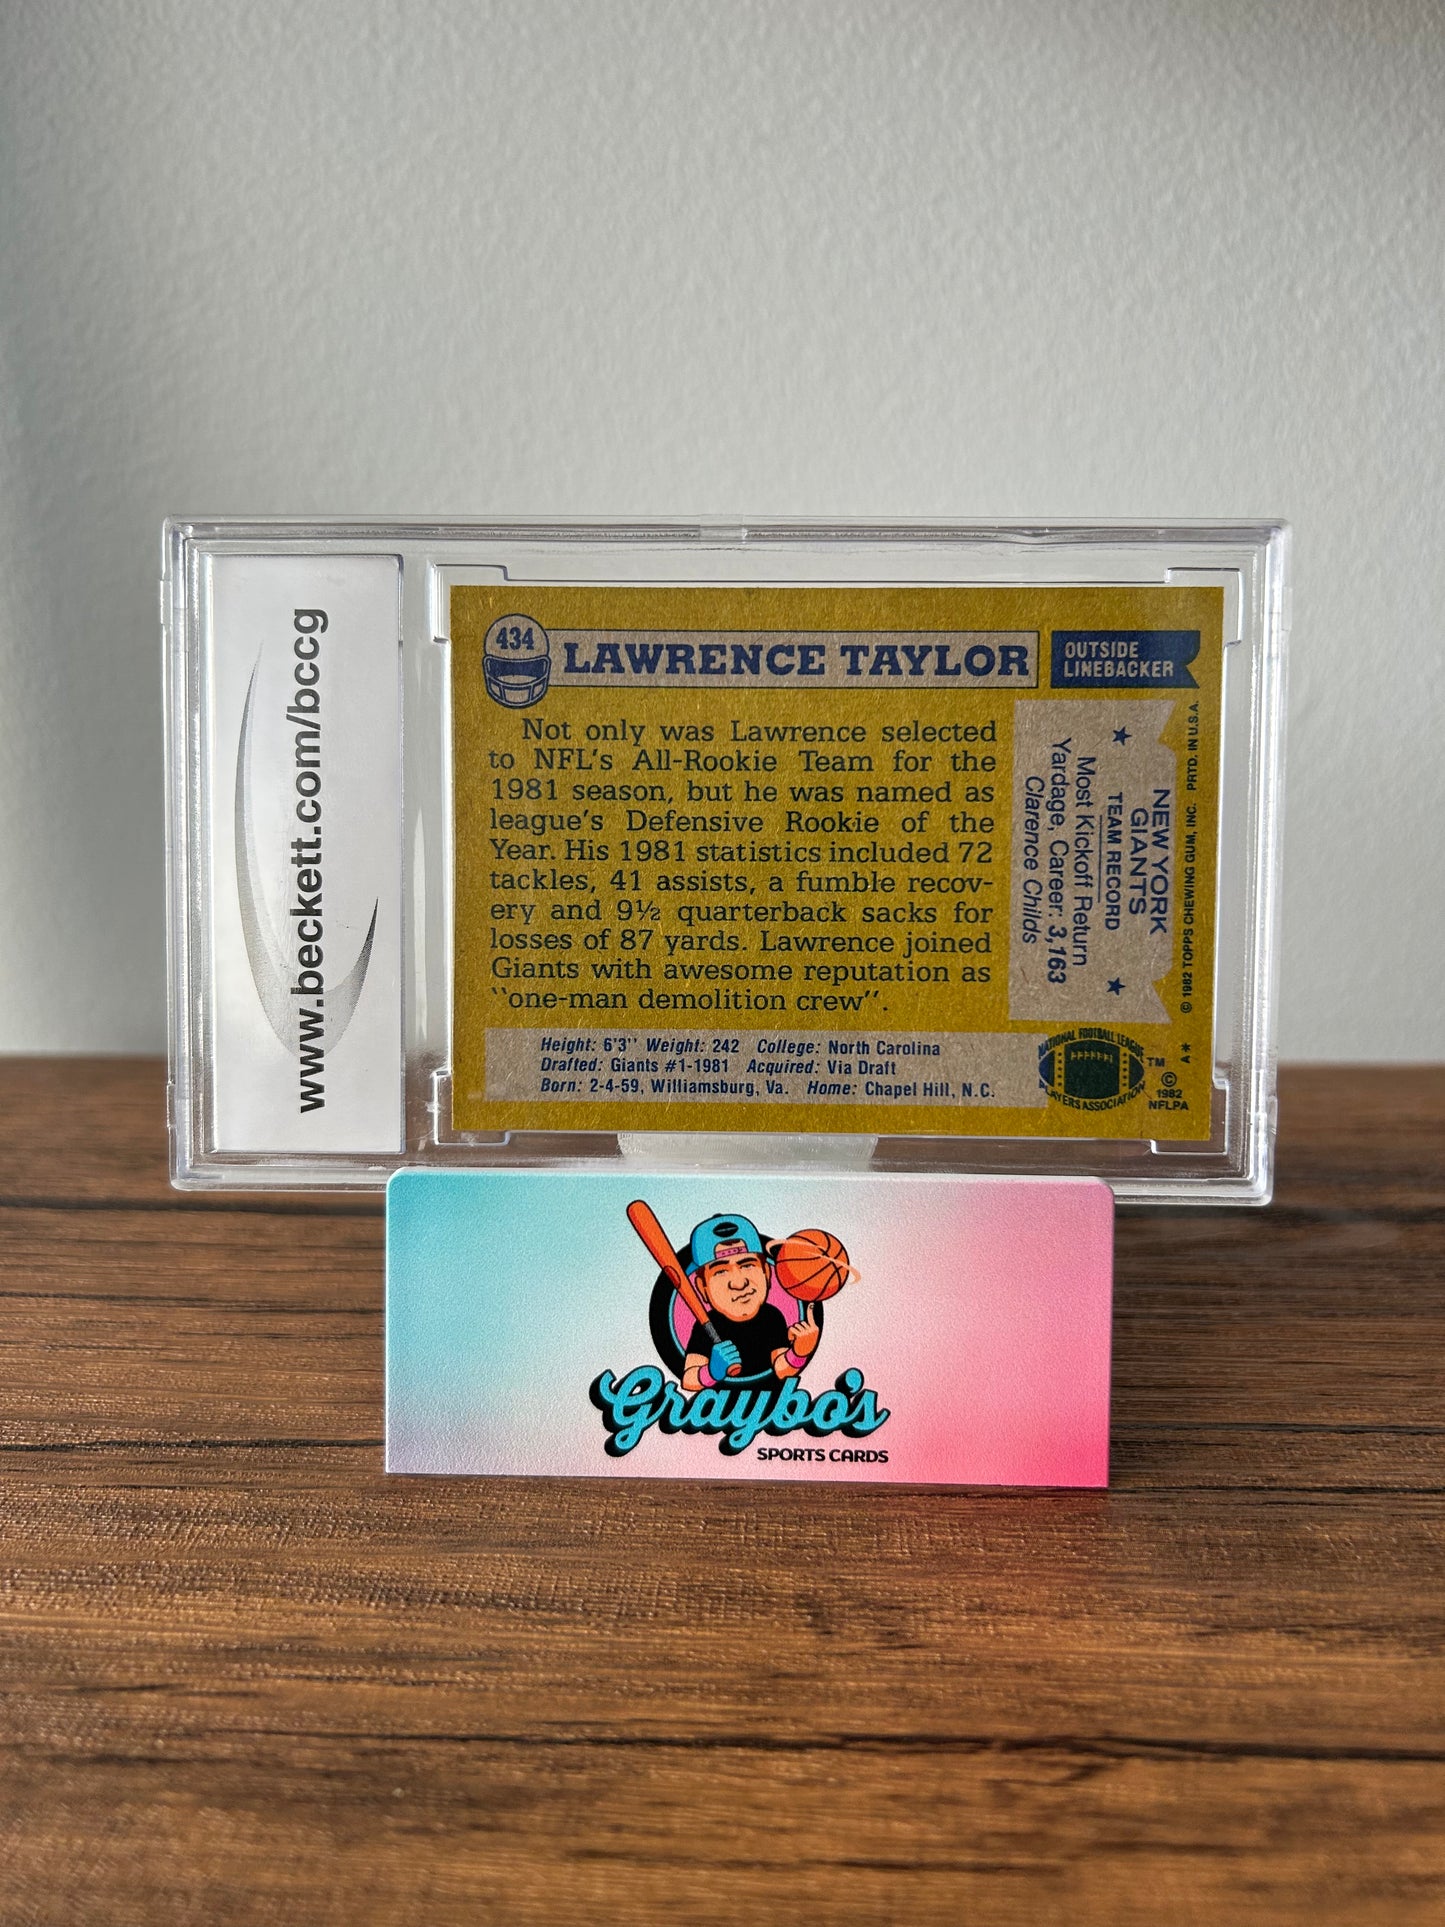 www.beckett.com/bccg
434
LAWRENCE TAYLOR
OUTSIDE
LINEBACKER
Not only was Lawrence selected
to NFL's All-Rookie Team for the
1981 season, but he was named as
league's Defensive Rookie of the
Year. His 1981 statistics included 72
tackles, 41 assists, a fumble recov-
ery and 9½ quarterback sacks for
losses of 87 yards. Lawrence joined
Giants with awesome reputation as
``one-man demolition crew''.
NEW YORK
GIANTS
TEAM RECORD
Most Kickoff Return
Yardage, Career: 3,163
Clarence Childs
© 1982 TOPPS CHEWING GUM, INC. PRTD. IN U.S.A.
A★
Height: 6'3'' Weight: 242 College: North Carolina
Drafted: Giants #1-1981 Acquired: Via Draft
Born: 2-4-59, Williamsburg, Va. Home: Chapel Hill, N.C.
NATIONAL FOOTBALL LEAGUE
PLAYERS ASSOCIATION
TM
©
1982
NFLPA
Graybo's
SPORTS CARDS